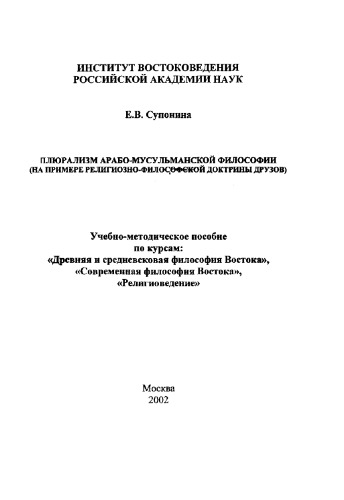 ИНСТИТУТ ВОСТОКОВЕДЕНИЯ
РОССИЙСКОЙ АКАДЕМИИ НАУК
Е.В. Супонина
ПЛЮРАЛИЗМ АРАБО-МУСУЛЬМАНСКОЙ ФИЛОСОФИИ
(НА ПРИМЕРЕ РЕЛИГИОЗНО-ФИЛОСОФСКОЙ ДОКТРИНЫ ДРУЗОВ)
Учебно-методическое пособие
по курсам:
«Древняя и средневековая философия Востока»,
«Современная философия Востока»,
«Религиоведение»
Москва
2002